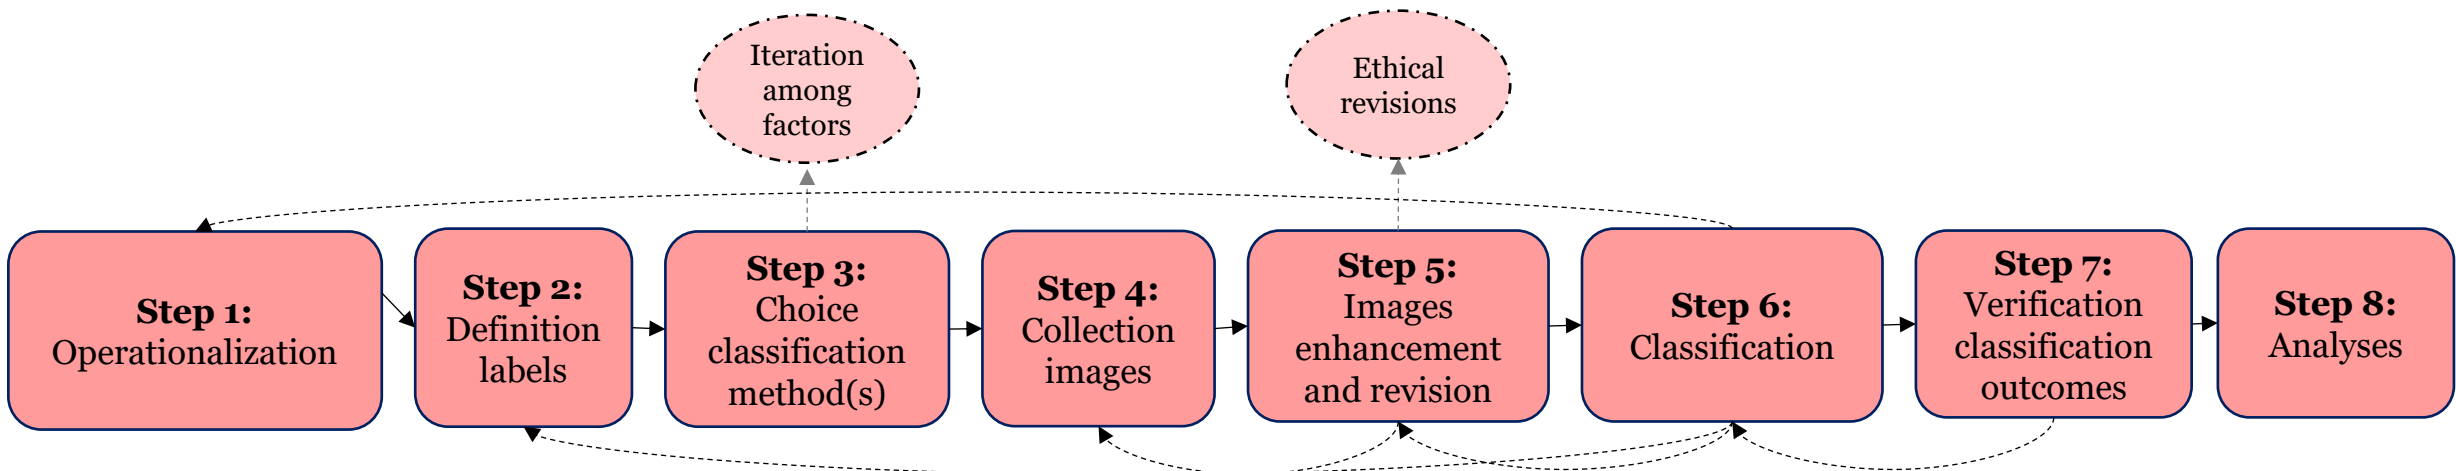 Iteration
among
factors
Ethical
revisions
Step 1:
Operationalization
Step 2:
Definition
labels
Step 3:
Choice
classification
method(s)
Step 4:
Collection
images
Step 5:
Images
enhancement
and revision
Step 6:
Classification
Step 7:
Verification
classification
outcomes
Step 8:
Analyses